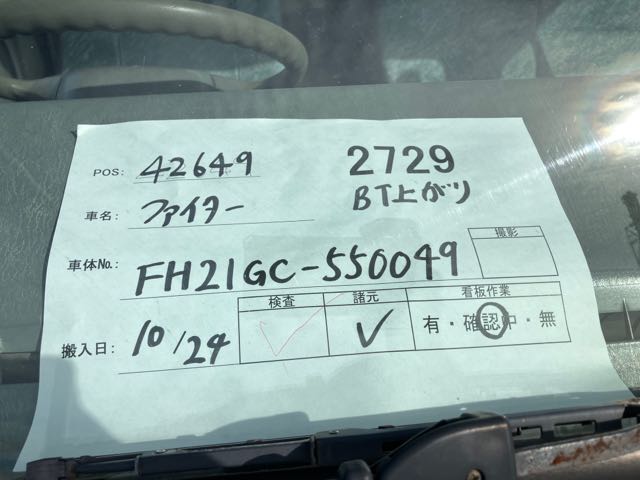 POS: 42649 2729
BT上がり
車名: ファイター
撮影
車体No.: FH21GC-550049
検査 諸元 看板作業
搬入日: 10/24 ✓ ✓ 有・確認中・無